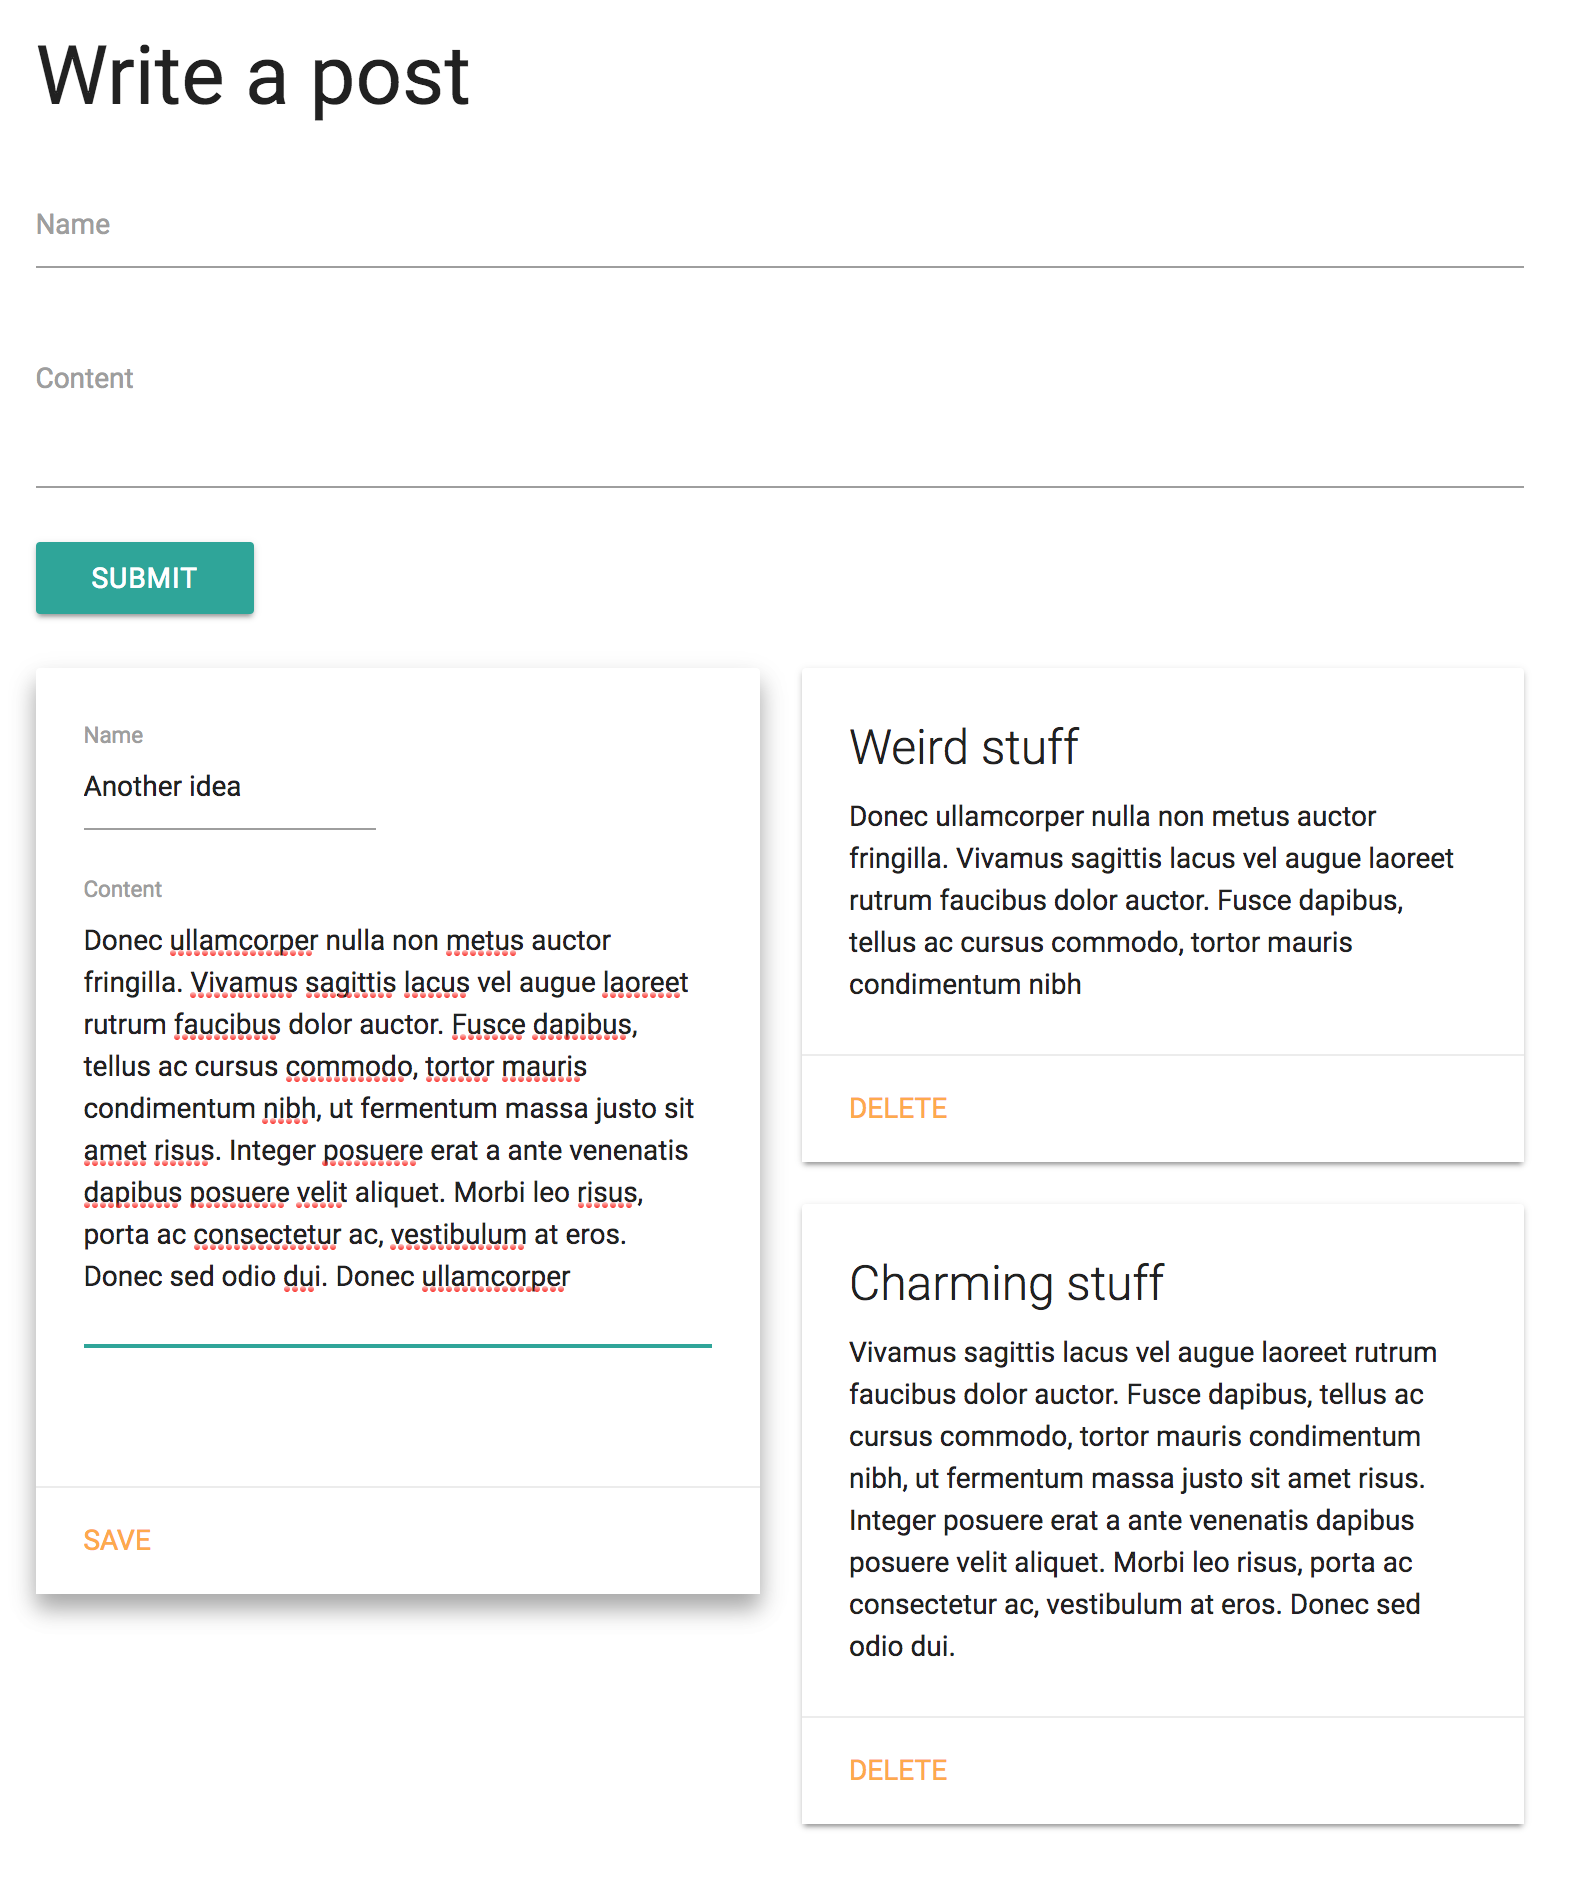 Write a post
Name
Content
SUBMIT
Name
Another idea
Content
Donec ullamcorper nulla non metus auctor
fringilla. Vivamus sagittis lacus vel augue laoreet
rutrum faucibus dolor auctor. Fusce dapibus,
tellus ac cursus commodo, tortor mauris
condimentum nibh, ut fermentum massa justo sit
amet risus. Integer posuere erat a ante venenatis
dapibus posuere velit aliquet. Morbi leo risus,
porta ac consectetur ac, vestibulum at eros.
Donec sed odio dui. Donec ullamcorper
SAVE
Weird stuff
Donec ullamcorper nulla non metus auctor
fringilla. Vivamus sagittis lacus vel augue laoreet
rutrum faucibus dolor auctor. Fusce dapibus,
tellus ac cursus commodo, tortor mauris
condimentum nibh
DELETE
Charming stuff
Vivamus sagittis lacus vel augue laoreet rutrum
faucibus dolor auctor. Fusce dapibus, tellus ac
cursus commodo, tortor mauris condimentum
nibh, ut fermentum massa justo sit amet risus.
Integer posuere erat a ante venenatis dapibus
posuere velit aliquet. Morbi leo risus, porta ac
consectetur ac, vestibulum at eros. Donec sed
odio dui.
DELETE